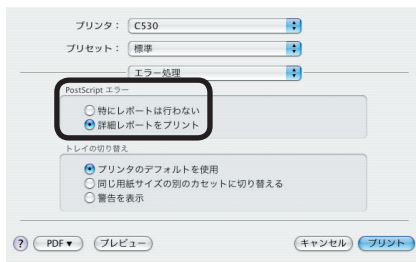 プリンタ： C530
プリセット： 標準
エラー処理
PostScript エラー
特にレポートは行わない
詳細レポートをプリント
トレイの切り替え
プリンタのデフォルトを使用
同じ用紙サイズの別のカセットに切り替える
警告を表示
? PDF▼ プレビュー キャンセル プリント